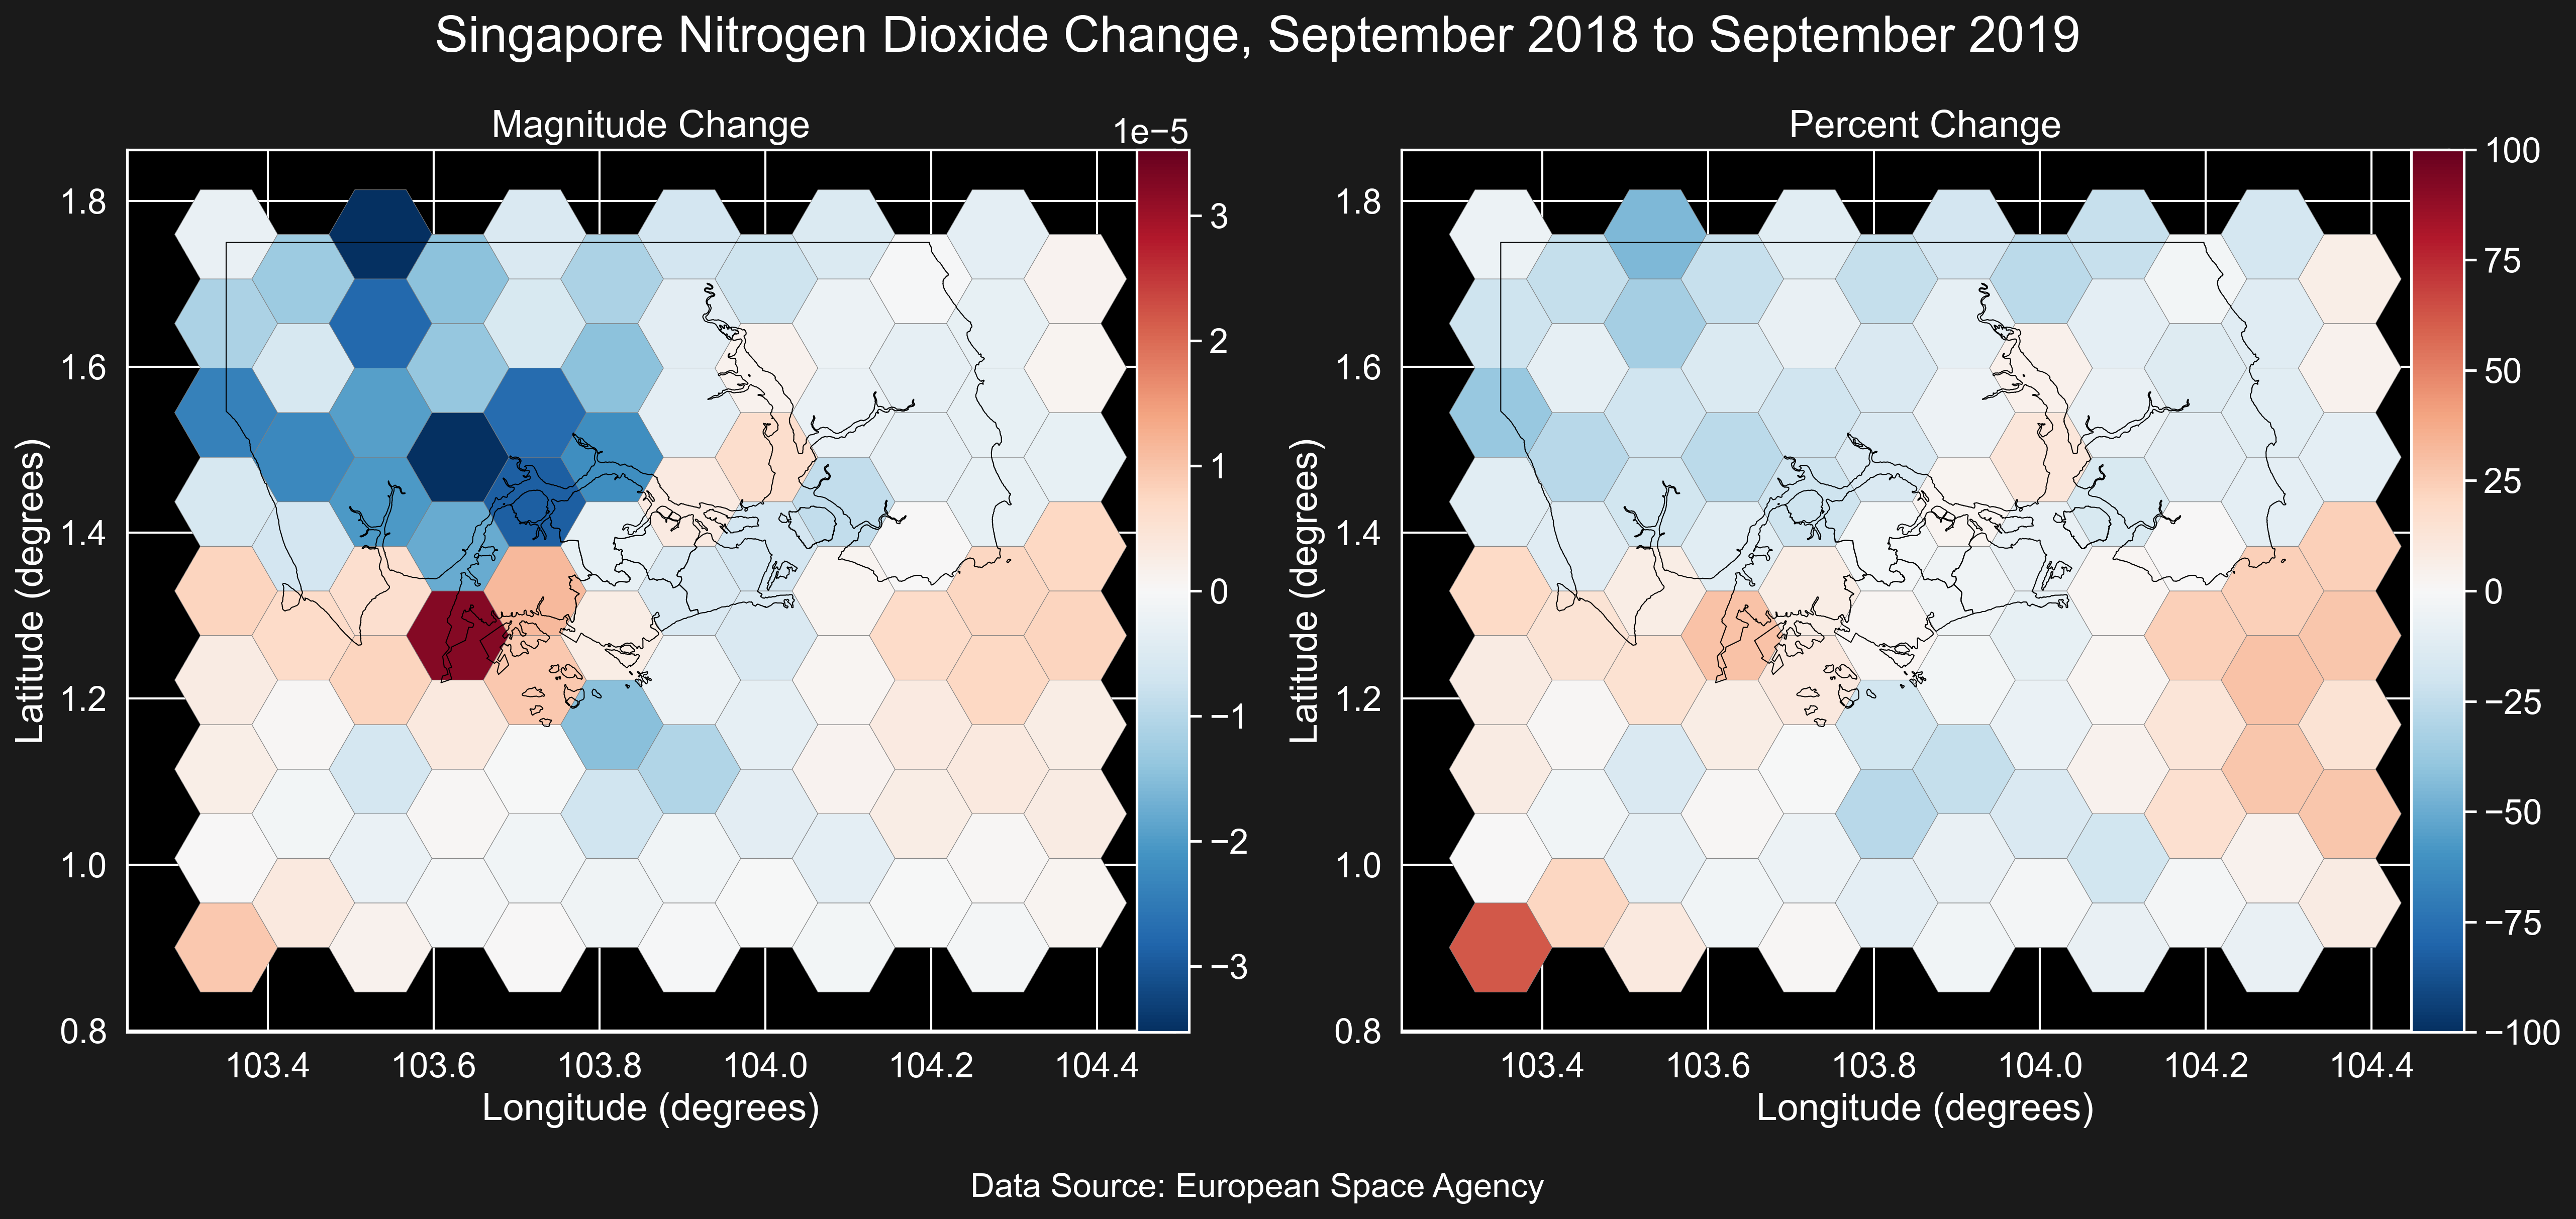 Singapore Nitrogen Dioxide Change, September 2018 to September 2019
Magnitude Change
1e−5
1.8
1.6
1.4
1.2
1.0
0.8
Latitude (degrees)
103.4 103.6 103.8 104.0 104.2 104.4
Longitude (degrees)
3
2
1
0
−1
−2
−3
Percent Change
1.8
1.6
1.4
1.2
1.0
0.8
Latitude (degrees)
103.4 103.6 103.8 104.0 104.2 104.4
Longitude (degrees)
100
75
50
25
0
−25
−50
−75
−100
Data Source: European Space Agency